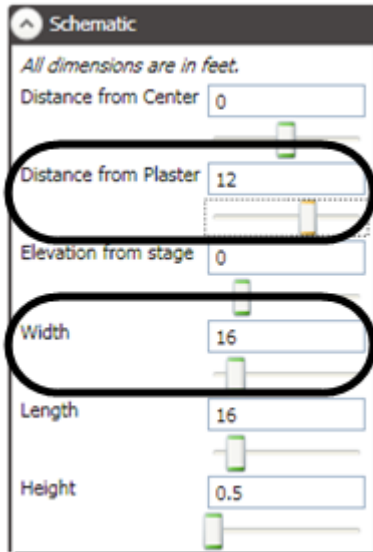 Schematic
All dimensions are in feet.
Distance from Center 0
Distance from Plaster 12
Elevation from stage 0
Width 16
Length 16
Height 0.5